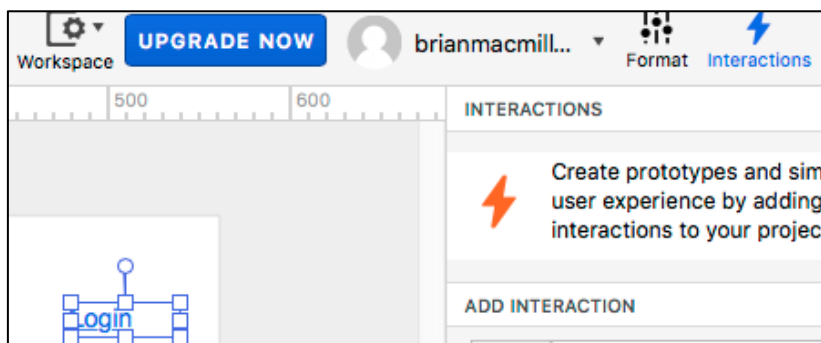 Workspace UPGRADE NOW brianmacmill... Format Interactions
500 600
INTERACTIONS
Create prototypes and sim
user experience by adding
interactions to your projec
Login
ADD INTERACTION